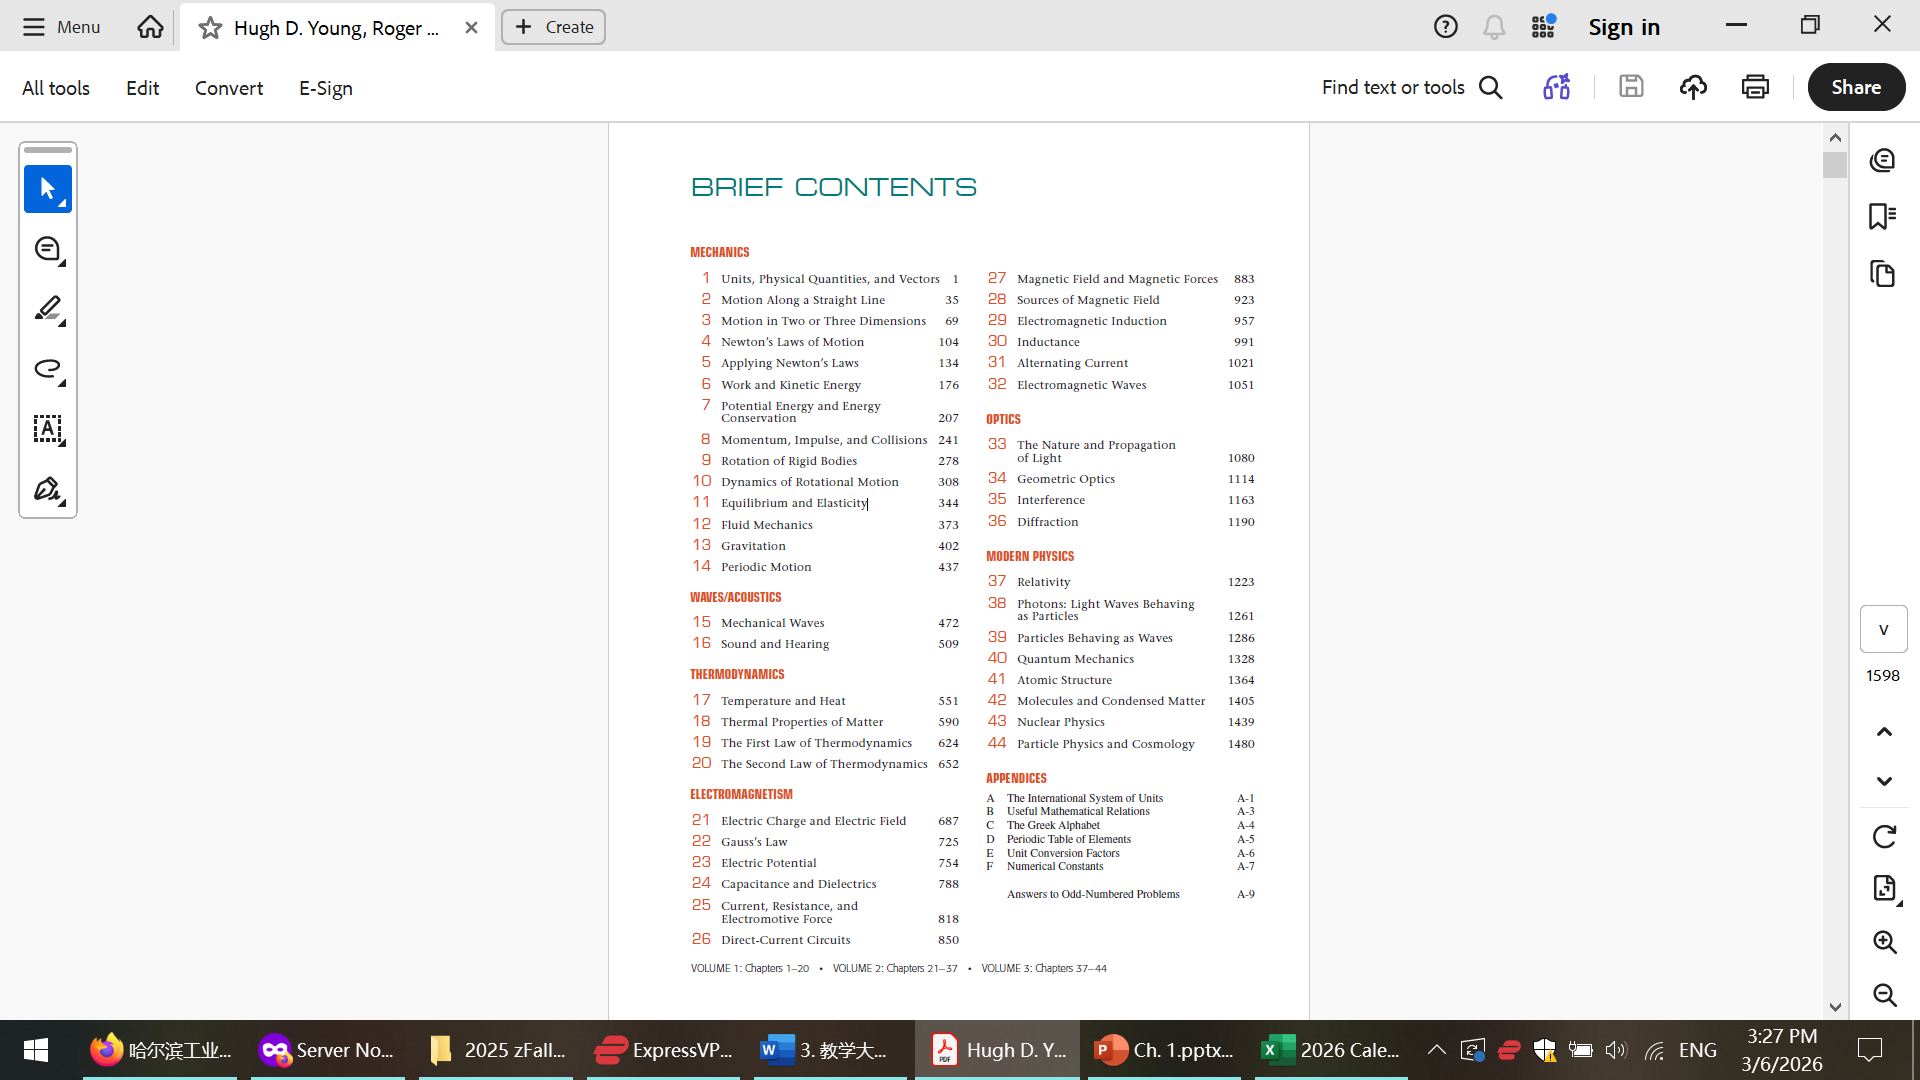 Menu
Hugh D. Young, Roger ...
Create
Sign in
All tools
Edit
Convert
E-Sign
Find text or tools
Share
BRIEF CONTENTS
MECHANICS
1 Units, Physical Quantities, and Vectors 1
2 Motion Along a Straight Line 35
3 Motion in Two or Three Dimensions 69
4 Newton's Laws of Motion 104
5 Applying Newton's Laws 134
6 Work and Kinetic Energy 176
7 Potential Energy and Energy
Conservation 207
8 Momentum, Impulse, and Collisions 241
9 Rotation of Rigid Bodies 278
10 Dynamics of Rotational Motion 308
11 Equilibrium and Elasticity 344
12 Fluid Mechanics 373
13 Gravitation 402
14 Periodic Motion 437
WAVES/ACOUSTICS
15 Mechanical Waves 472
16 Sound and Hearing 509
THERMODYNAMICS
17 Temperature and Heat 551
18 Thermal Properties of Matter 590
19 The First Law of Thermodynamics 624
20 The Second Law of Thermodynamics 652
ELECTROMAGNETISM
21 Electric Charge and Electric Field 687
22 Gauss's Law 725
23 Electric Potential 754
24 Capacitance and Dielectrics 788
25 Current, Resistance, and
Electromotive Force 818
26 Direct-Current Circuits 850
27 Magnetic Field and Magnetic Forces 883
28 Sources of Magnetic Field 923
29 Electromagnetic Induction 957
30 Inductance 991
31 Alternating Current 1021
32 Electromagnetic Waves 1051
OPTICS
33 The Nature and Propagation
of Light 1080
34 Geometric Optics 1114
35 Interference 1163
36 Diffraction 1190
MODERN PHYSICS
37 Relativity 1223
38 Photons: Light Waves Behaving
as Particles 1261
39 Particles Behaving as Waves 1286
40 Quantum Mechanics 1328
41 Atomic Structure 1364
42 Molecules and Condensed Matter 1405
43 Nuclear Physics 1439
44 Particle Physics and Cosmology 1480
APPENDICES
A The International System of Units A-1
B Useful Mathematical Relations A-3
C The Greek Alphabet A-4
D Periodic Table of Elements A-5
E Unit Conversion Factors A-6
F Numerical Constants A-7
Answers to Odd-Numbered Problems A-9
VOLUME 1: Chapters 1–20 • VOLUME 2: Chapters 21–37 • VOLUME 3: Chapters 37–44
v
1598
哈尔滨工业...
Server No...
2025 zFall...
ExpressVP...
3. 教学大...
Hugh D. Y...
Ch. 1.pptx...
2026 Cale...
ENG
3:27 PM
3/6/2026